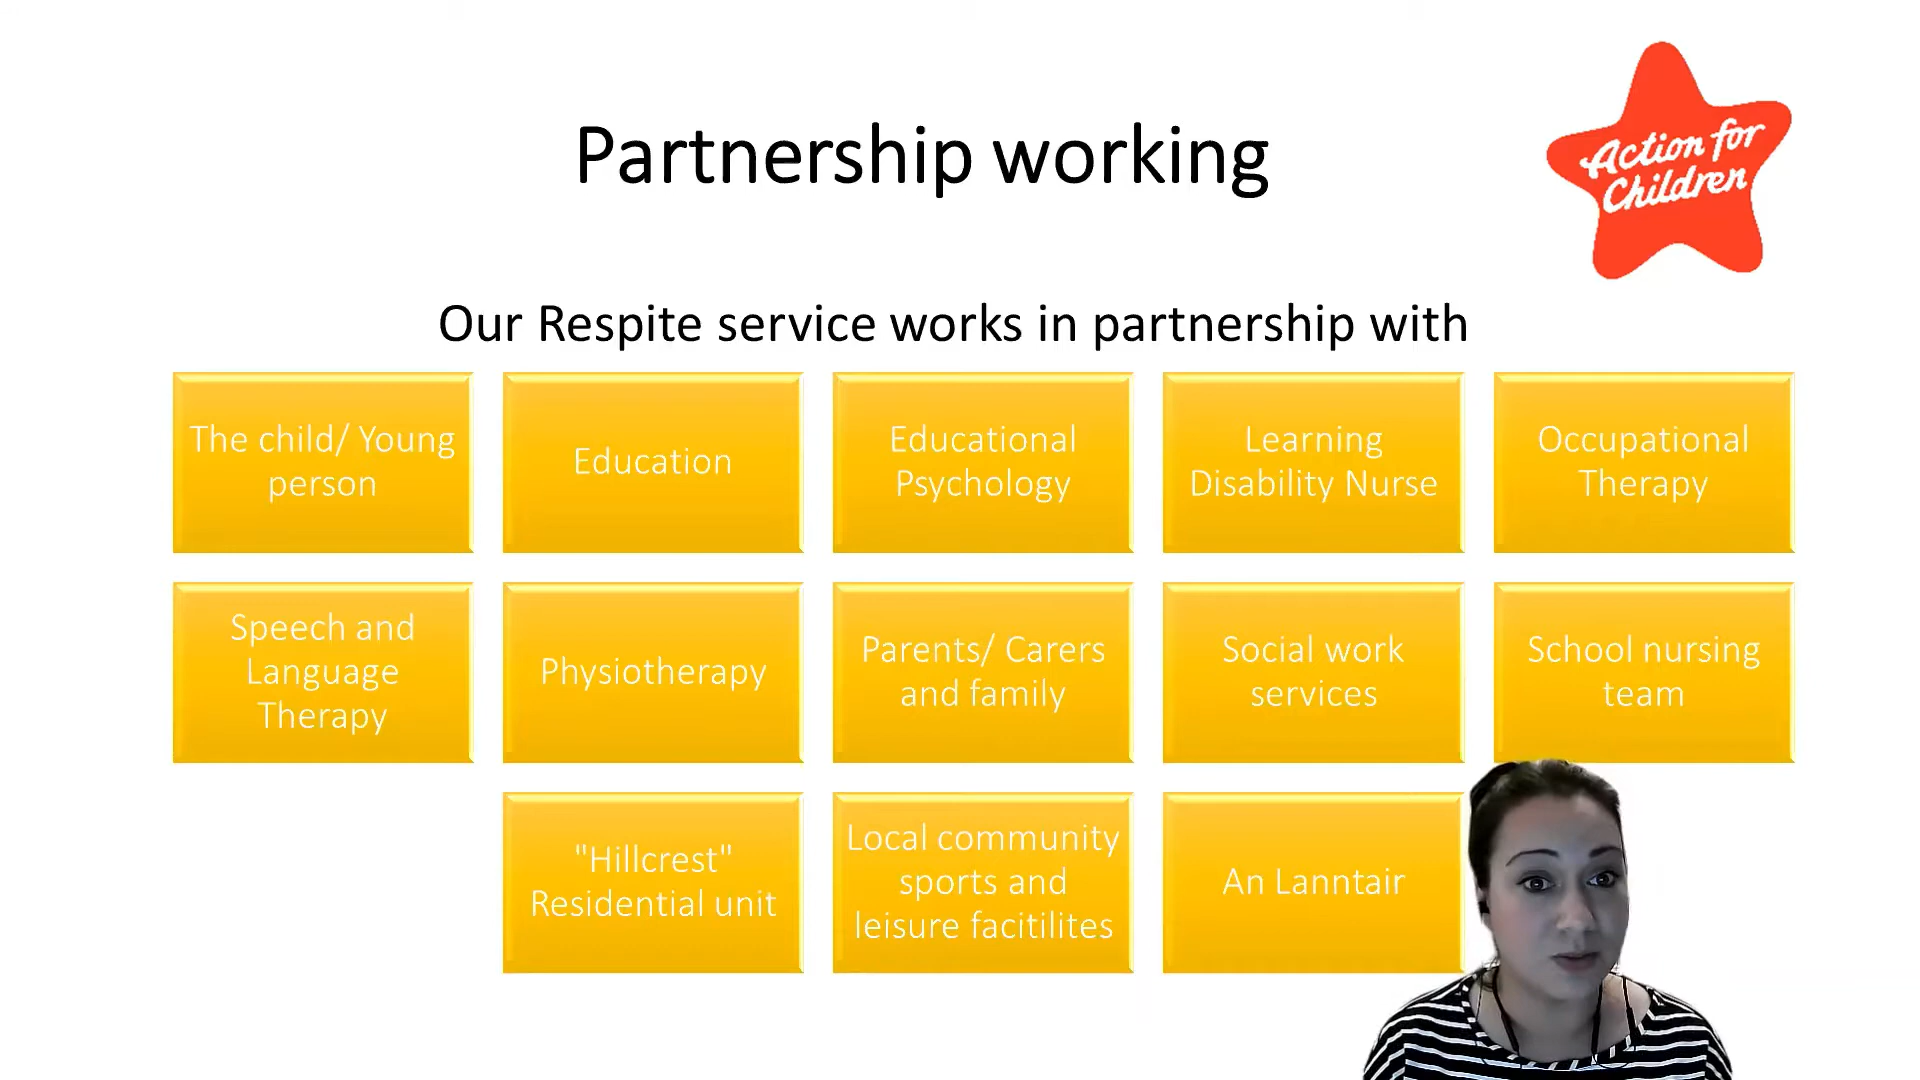 Partnership working
Action for
Children
Our Respite service works in partnership with
The child/ Young
person
Education
Educational
Psychology
Learning
Disability Nurse
Occupational
Therapy
Speech and
Language
Therapy
Physiotherapy
Parents/ Carers
and family
Social work
services
School nursing
team
"Hillcrest"
Residential unit
Local community
sports and
leisure facitilites
An Lanntair